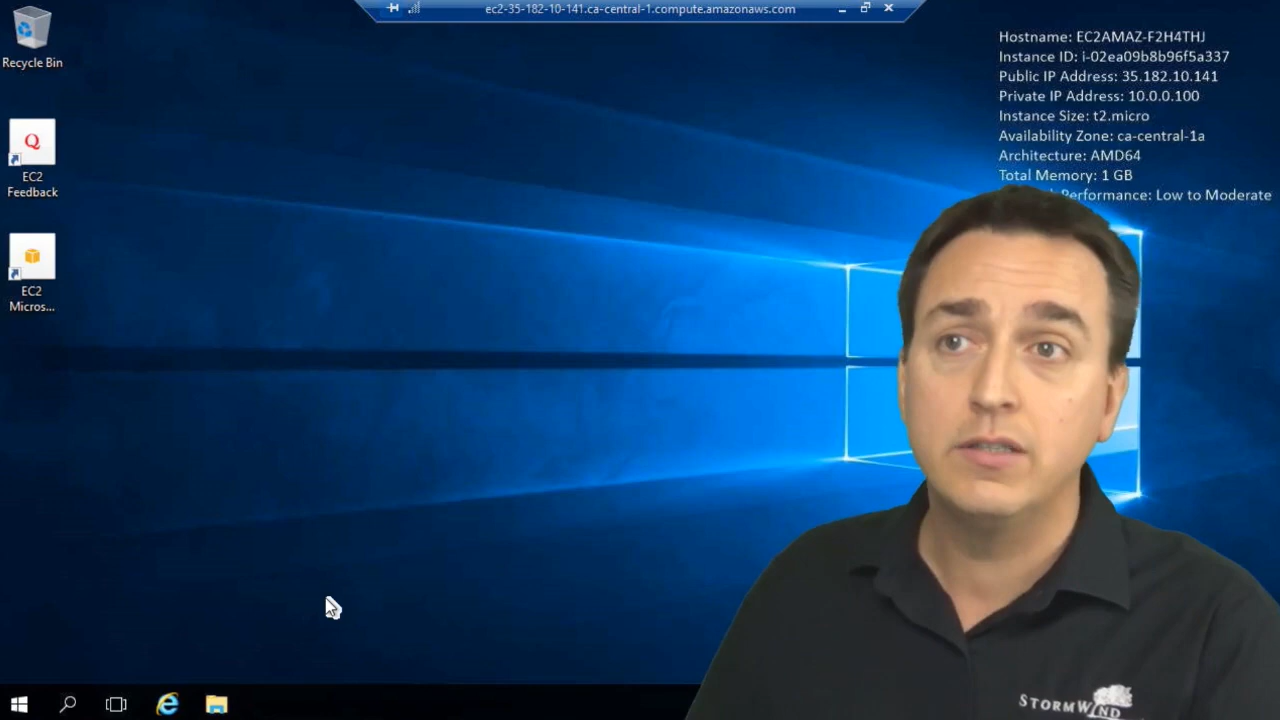 ec2-35-182-10-141.ca-central-1.compute.amazonaws.com
Recycle Bin
EC2
Feedback
EC2
Micros...
Hostname: EC2AMAZ-F2H4THJ
Instance ID: i-02ea09b8b96f5a337
Public IP Address: 35.182.10.141
Private IP Address: 10.0.0.100
Instance Size: t2.micro
Availability Zone: ca-central-1a
Architecture: AMD64
Total Memory: 1 GB
Performance: Low to Moderate
Q
STORMWIND